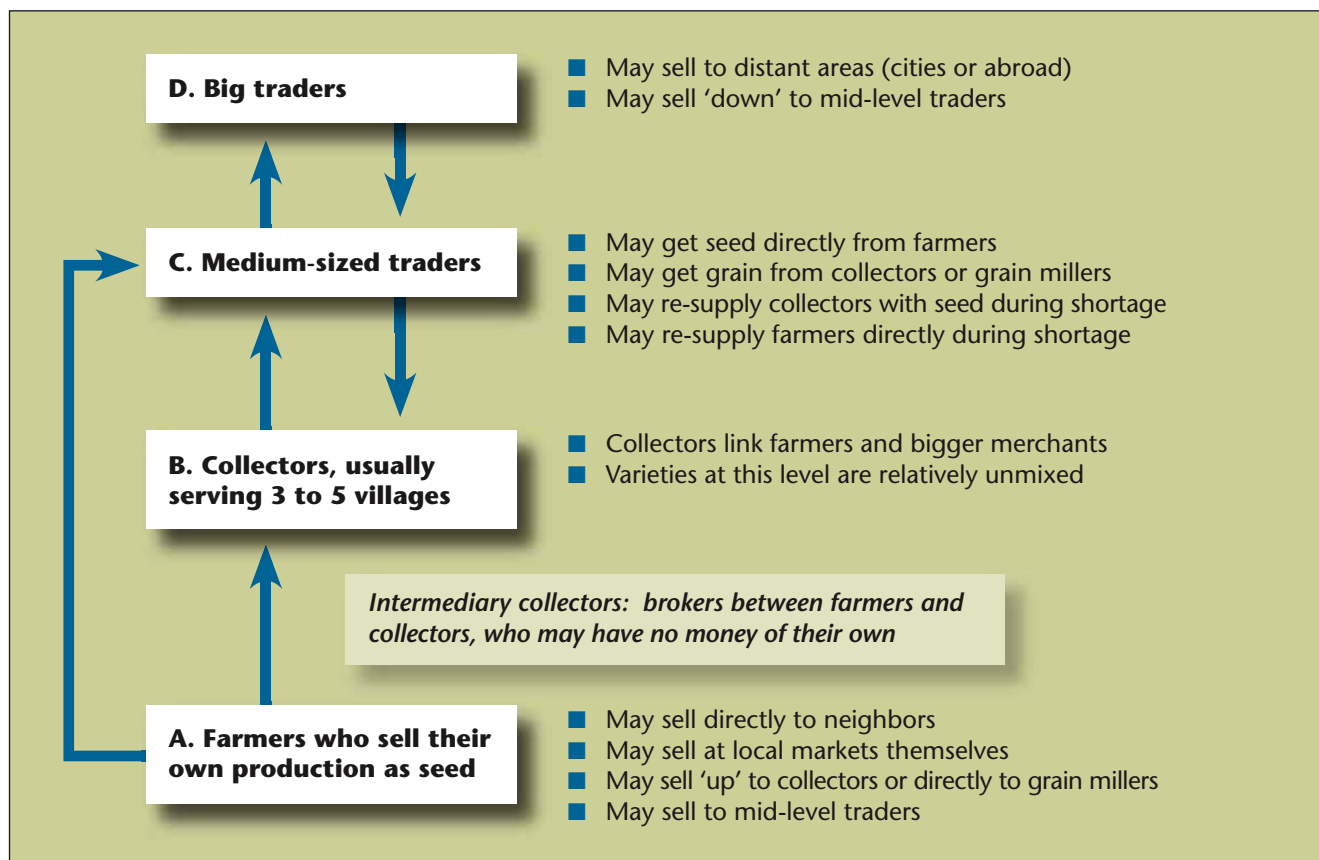 D. Big traders
May sell to distant areas (cities or abroad)
May sell ‘down’ to mid-level traders
C. Medium-sized traders
May get seed directly from farmers
May get grain from collectors or grain millers
May re-supply collectors with seed during shortage
May re-supply farmers directly during shortage
B. Collectors, usually
serving 3 to 5 villages
Collectors link farmers and bigger merchants
Varieties at this level are relatively unmixed
Intermediary collectors:  brokers between farmers and
collectors, who may have no money of their own
A. Farmers who sell their
own production as seed
May sell directly to neighbors
May sell at local markets themselves
May sell ‘up’ to collectors or directly to grain millers
May sell to mid-level traders